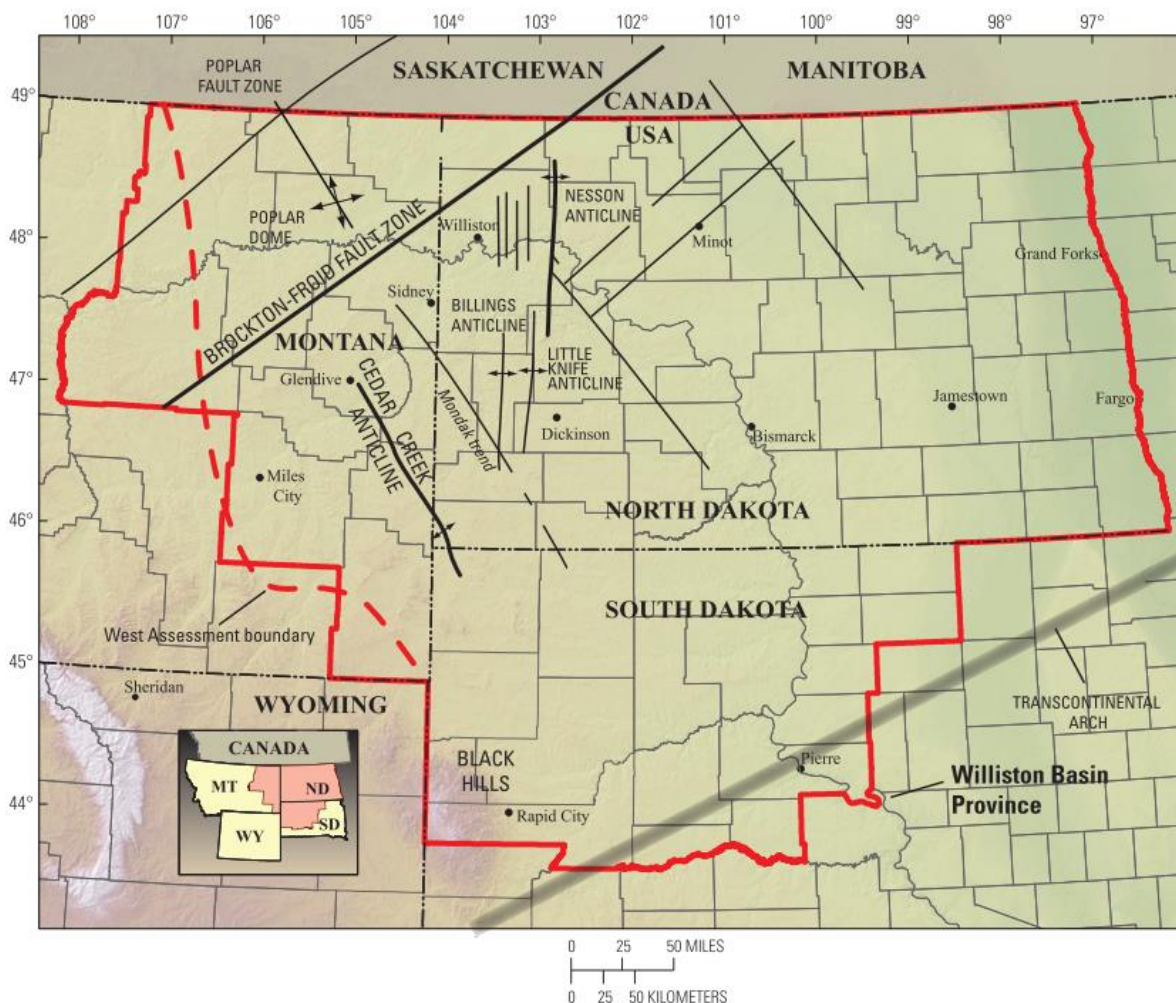 108°
107°
106°
105°
104°
103°
102°
101°
100°
99°
98°
97°
POPLAR
FAULT ZONE
SASKATCHEWAN
MANITOBA
49°
CANADA
USA
NESSON
ANTICLINE
POPLAR
DOME
Williston
Minot
48°
Grand Forks
BROCKTON-FROID FAULT ZONE
Sidney
BILLINGS
ANTICLINE
MONTANA
LITTLE
KNIFE
ANTICLINE
47°
Glendive
CEDAR
CREEK
ANTICLINE
Mondak trend
Dickinson
Jamestown
Fargo
Bismarck
Miles
City
46°
NORTH DAKOTA
SOUTH DAKOTA
West Assessment boundary
45°
Sheridan
WYOMING
TRANSCONTINENTAL
ARCH
CANADA
MT
ND
WY
SD
BLACK
HILLS
Pierre
Williston Basin
Province
44°
Rapid City
0 25 50 MILES
0 25 50 KILOMETERS